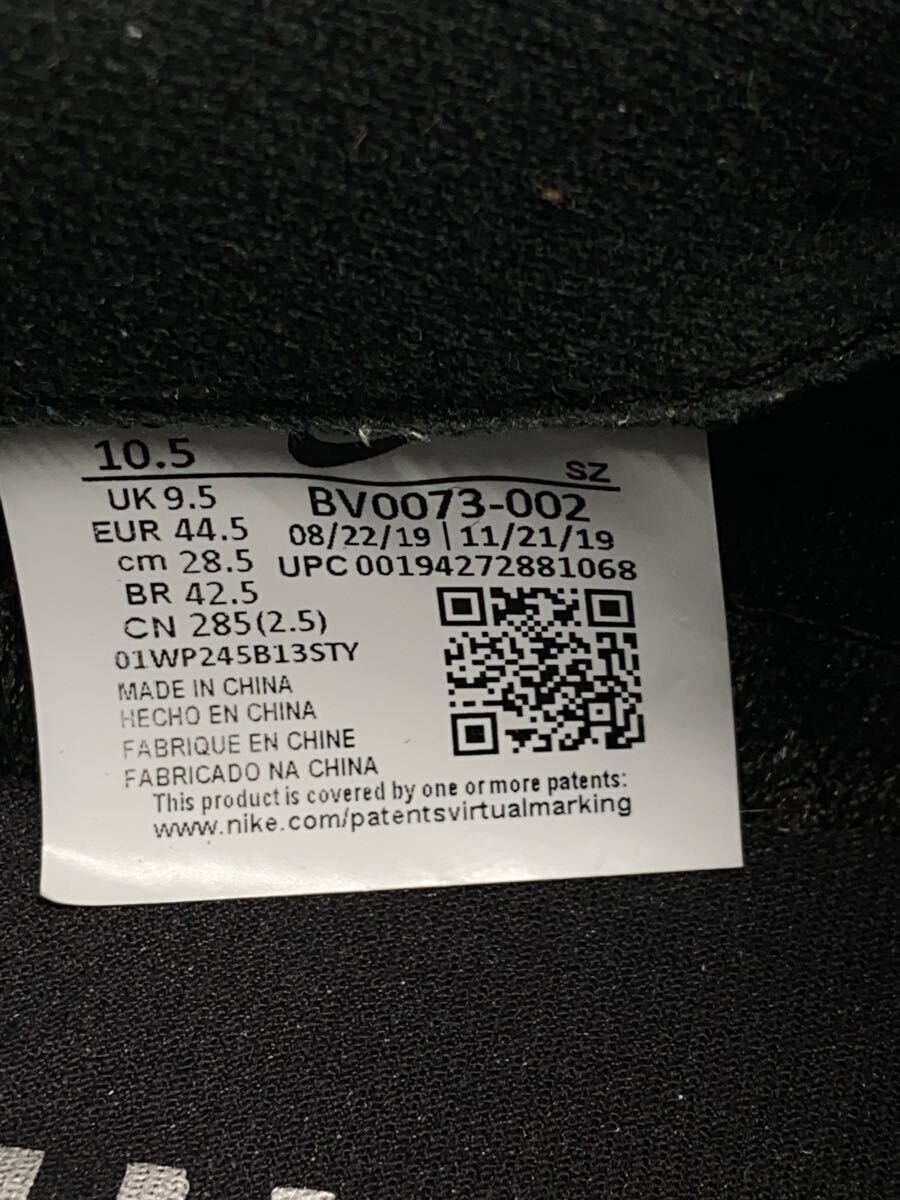 10.5
SZ
UK 9.5
BV0073-002
EUR 44.5
08/22/19 | 11/21/19
cm 28.5
UPC 00194272881068
BR 42.5
CN 285(2.5)
01WP245B13STY
MADE IN CHINA
HECHO EN CHINA
FABRIQUE EN CHINE
FABRICADO NA CHINA
This product is covered by one or more patents:
www.nike.com/patentsvirtualmarking